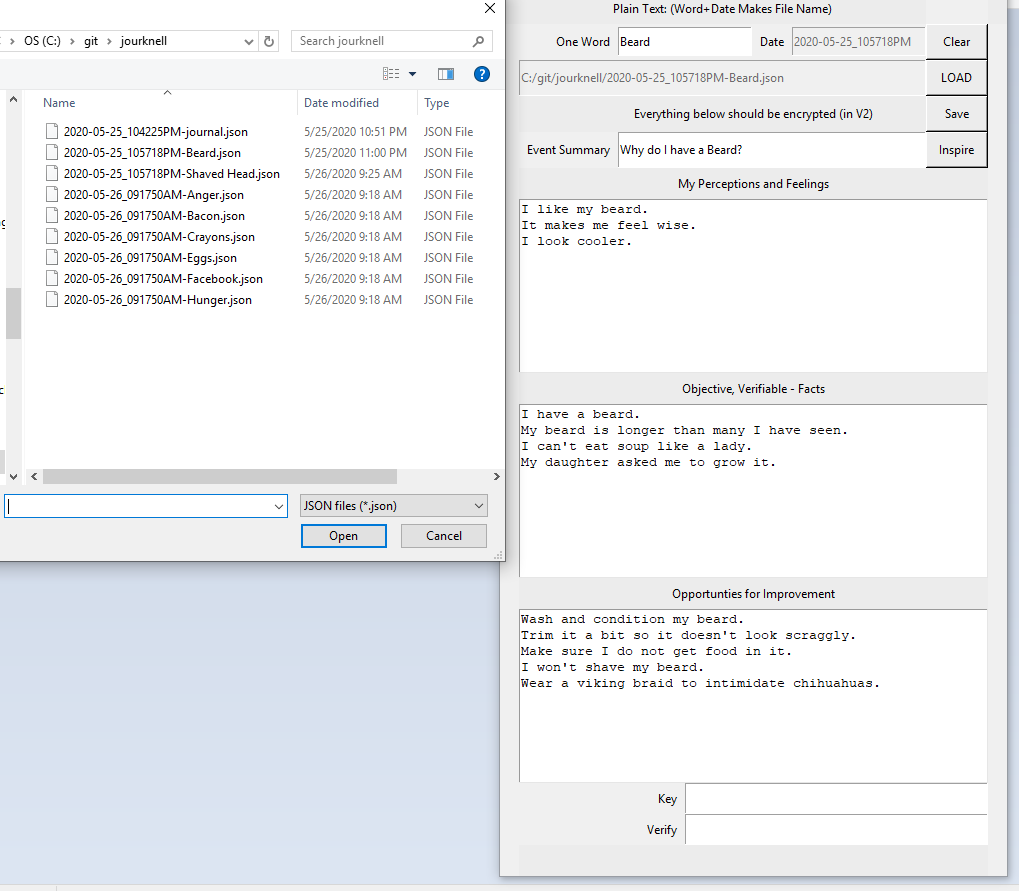 OS (C:) > git > jourknell
Search jourknell
Name Date modified Type
2020-05-25_104225PM-journal.json 5/25/2020 10:51 PM JSON File
2020-05-25_105718PM-Beard.json 5/25/2020 11:00 PM JSON File
2020-05-25_105718PM-Shaved Head.json 5/26/2020 9:25 AM JSON File
2020-05-26_091750AM-Anger.json 5/26/2020 9:18 AM JSON File
2020-05-26_091750AM-Bacon.json 5/26/2020 9:18 AM JSON File
2020-05-26_091750AM-Crayons.json 5/26/2020 9:18 AM JSON File
2020-05-26_091750AM-Eggs.json 5/26/2020 9:18 AM JSON File
2020-05-26_091750AM-Facebook.json 5/26/2020 9:18 AM JSON File
2020-05-26_091750AM-Hunger.json 5/26/2020 9:18 AM JSON File
JSON files (*.json)
Open Cancel
Plain Text: (Word+Date Makes File Name)
One Word Beard Date 2020-05-25_105718PM Clear
C:/git/jourknell/2020-05-25_105718PM-Beard.json LOAD
Everything below should be encrypted (in V2) Save
Event Summary Why do I have a Beard? Inspire
My Perceptions and Feelings
I like my beard.
It makes me feel wise.
I look cooler.
Objective, Verifiable - Facts
I have a beard.
My beard is longer than many I have seen.
I can't eat soup like a lady.
My daughter asked me to grow it.
Opportunties for Improvement
Wash and condition my beard.
Trim it a bit so it doesn't look scraggly.
Make sure I do not get food in it.
I won't shave my beard.
Wear a viking braid to intimidate chihuahuas.
Key
Verify